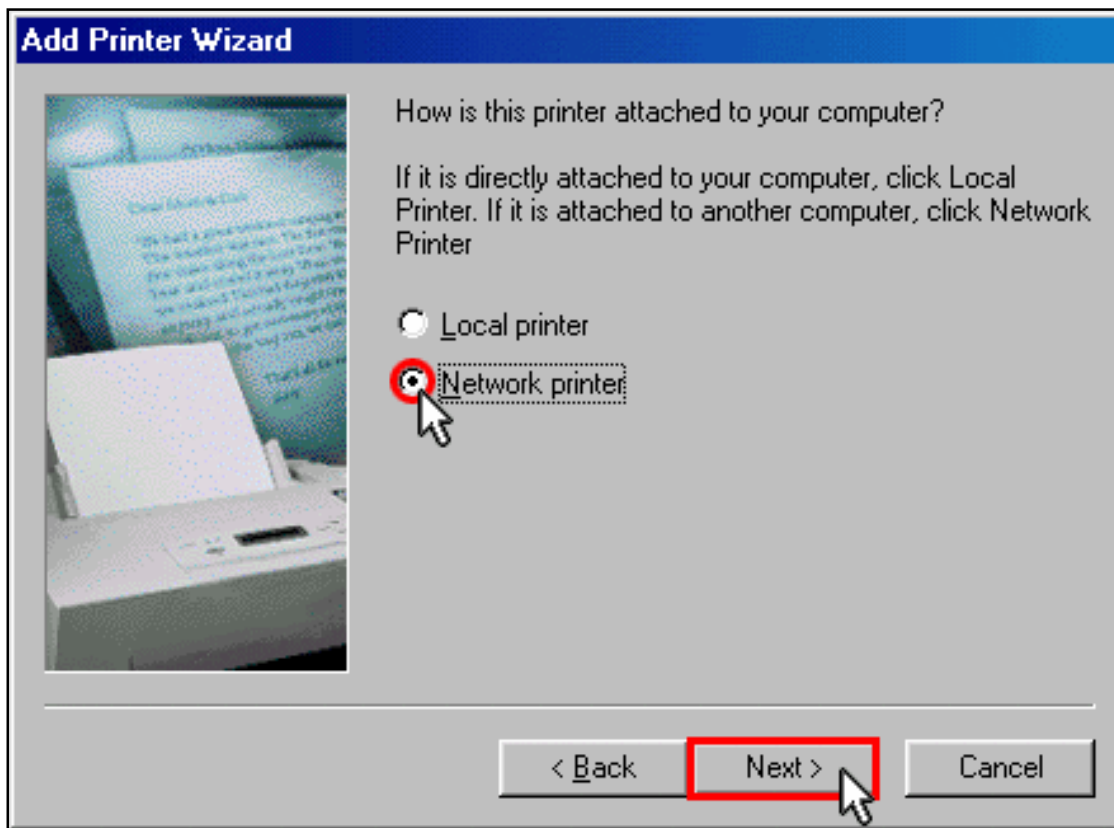 Add Printer Wizard
How is this printer attached to your computer?
If it is directly attached to your computer, click Local
Printer. If it is attached to another computer, click Network
Printer
Local printer
Network printer
< Back
Next >
Cancel